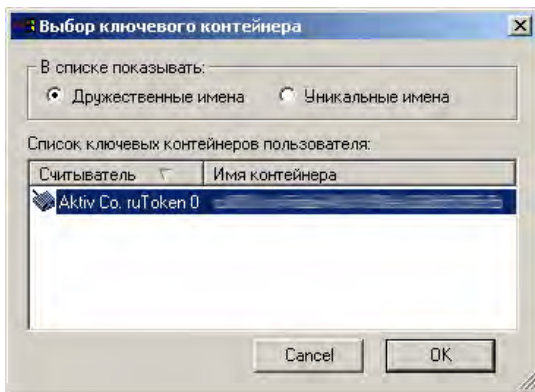 Выбор ключевого контейнера
В списке показывать:
Дружественные имена Уникальные имена
Список ключевых контейнеров пользователя:
Считыватель Имя контейнера
Aktiv Co. ruToken 0
Cancel OK